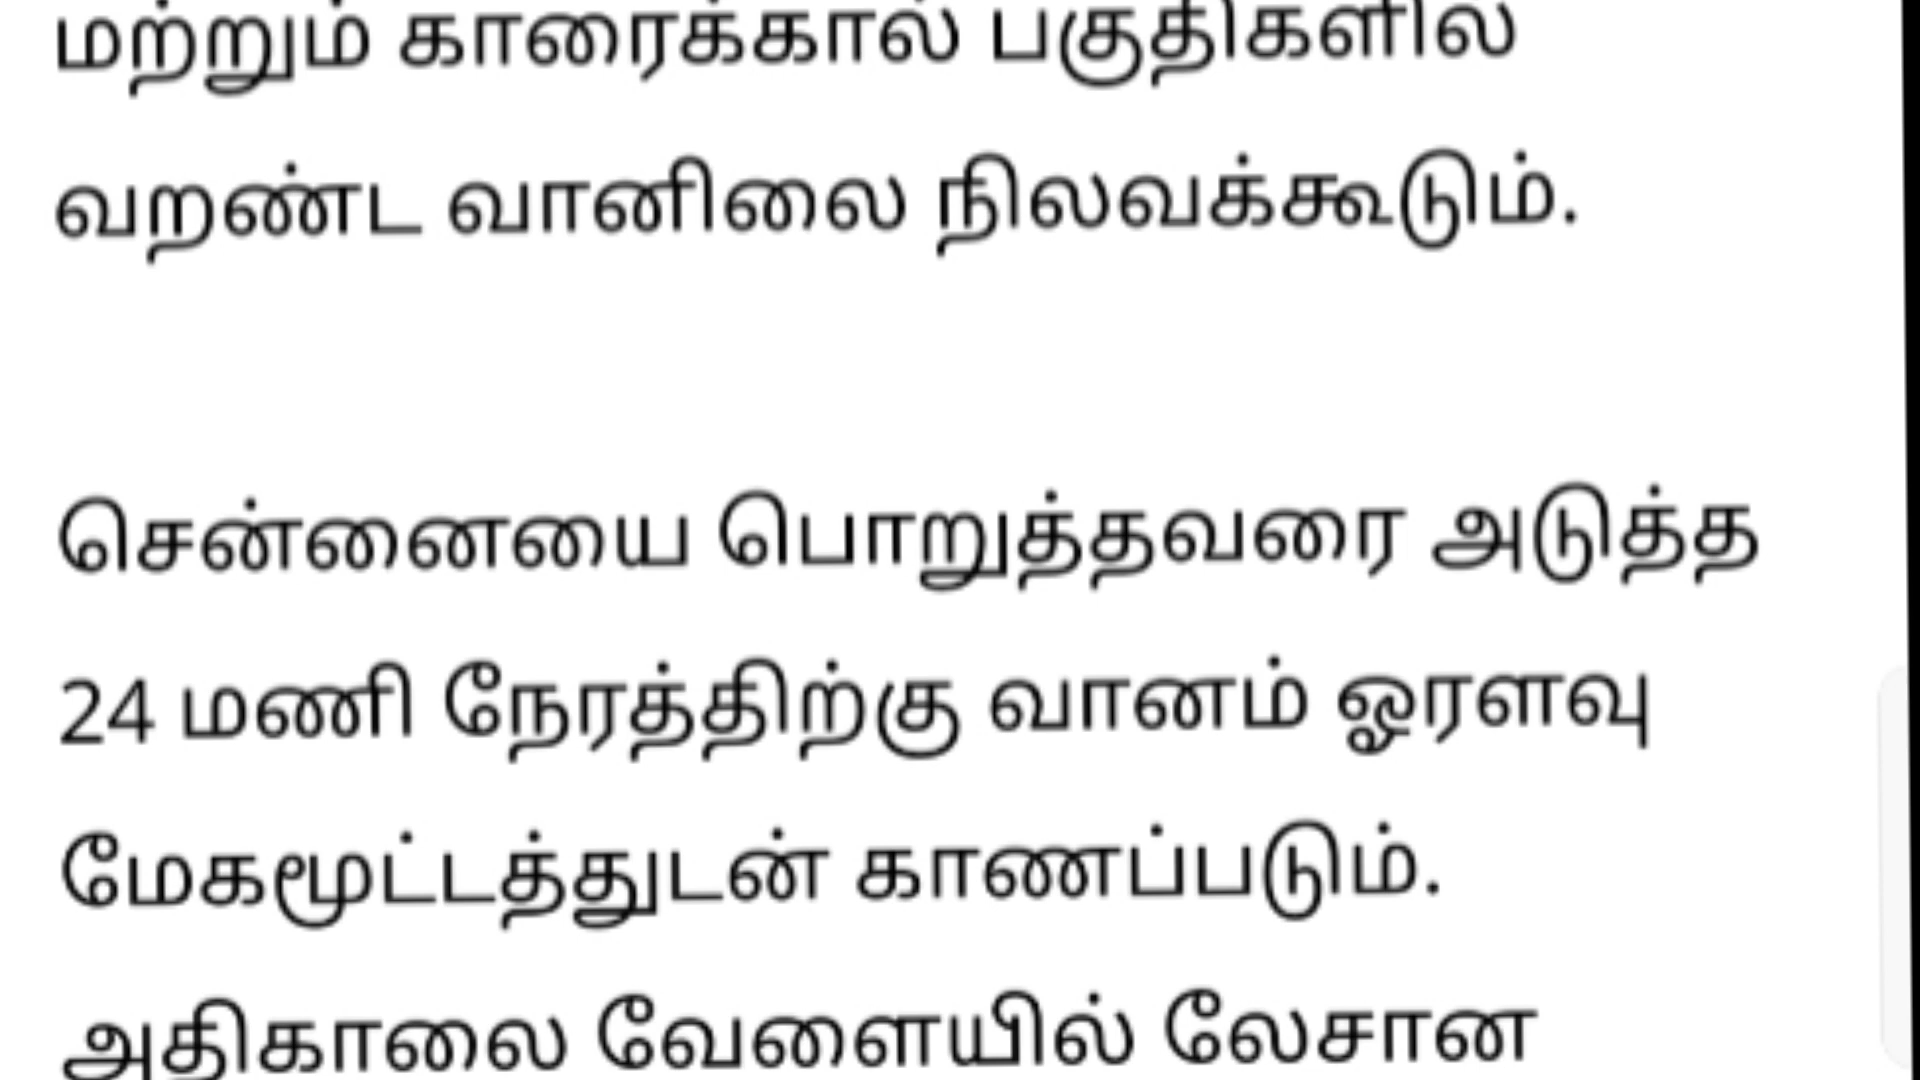 மற்றும் காரைக்கால் பகுதிகளில்
வறண்ட வானிலை நிலவக்கூடும்.
சென்னையை பொறுத்தவரை அடுத்த
24 மணி நேரத்திற்கு வானம் ஓரளவு
மேகமூட்டத்துடன் காணப்படும்.
அதிகாலை வேளையில் லேசான